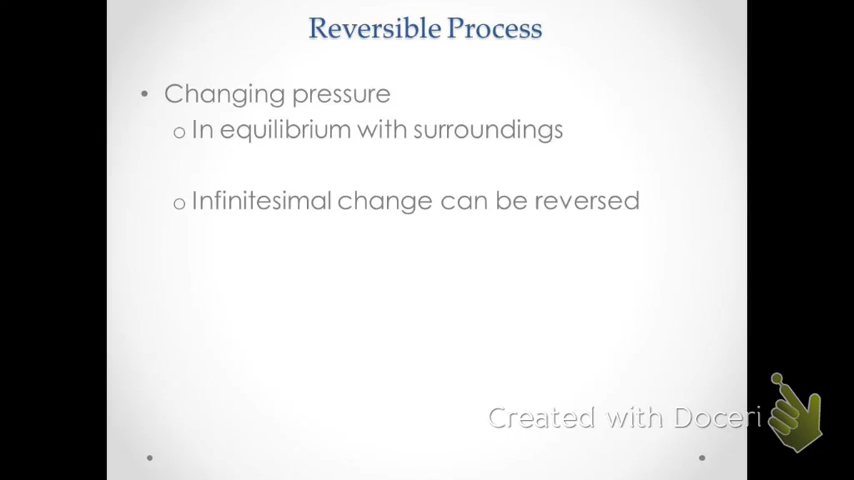 Reversible Process
• Changing pressure
o In equilibrium with surroundings
o Infinitesimal change can be reversed
Created with Doceri